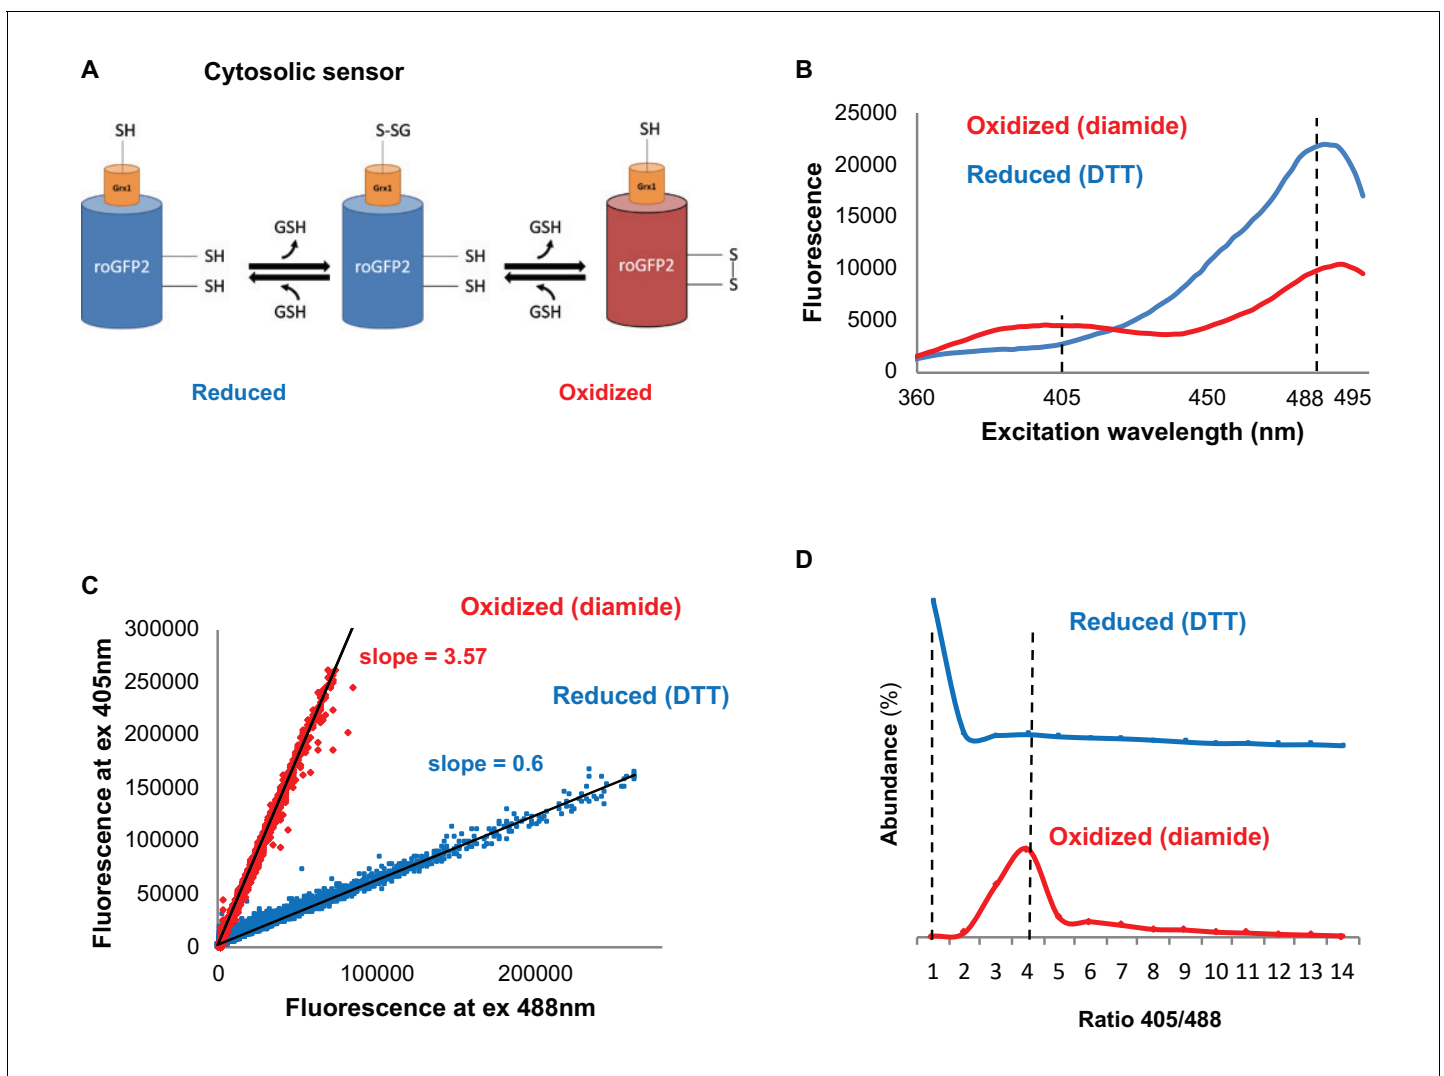 A
Cytosolic sensor
SH
S-SG
SH
Grx1
Grx1
Grx1
roGFP2
SH
SH
GSH
GSH
roGFP2
SH
SH
GSH
GSH
roGFP2
S
S
Reduced
Oxidized
B
Oxidized (diamide)
Reduced (DTT)
Fluorescence
25000
20000
15000
10000
5000
0
360
405
450
488
495
Excitation wavelength (nm)
C
Oxidized (diamide)
slope = 3.57
Reduced (DTT)
slope = 0.6
Fluorescence at ex 405nm
300000
250000
200000
150000
100000
50000
0
0
100000
200000
Fluorescence at ex 488nm
D
Reduced (DTT)
Oxidized (diamide)
Abundance (%)
1 2 3 4 5 6 7 8 9 10 11 12 13 14
Ratio 405/488